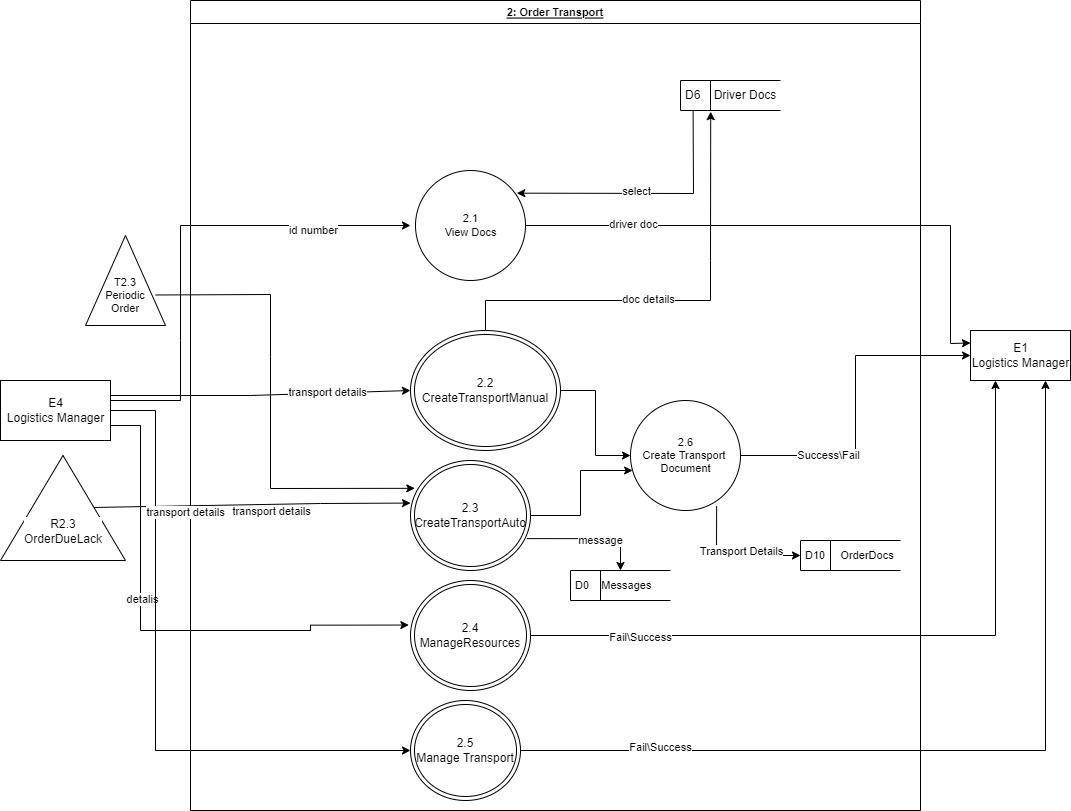 2: Order Transport
D6
Driver Docs
select
2.1
View Docs
driver doc
id number
T2.3
Periodic
Order
doc details
E1
Logistics Manager
2.2
CreateTransportManual
transport details
E4
Logistics Manager
2.6
Create Transport
Document
Success\Fail
R2.3
OrderDueLack
transport details
transport details
2.3
CreateTransportAuto
message
Transport Details
D10
OrderDocs
D0
Messages
detalis
2.4
ManageResources
Fail\Success
2.5
Manage Transport
Fail\Success